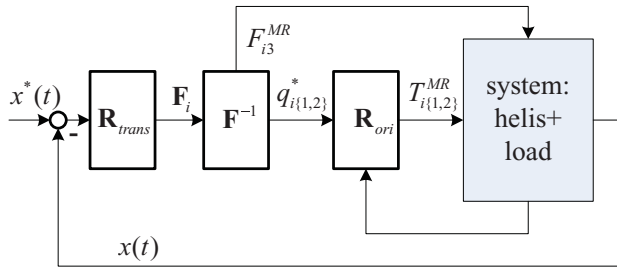 F_{i3}^{MR}
x^*(t)
-
R_{trans}
F_i
F^{-1}
q_{i\{1,2\}}^*
R_{ori}
T_{i\{1,2\}}^{MR}
system:
helis+
load
x(t)